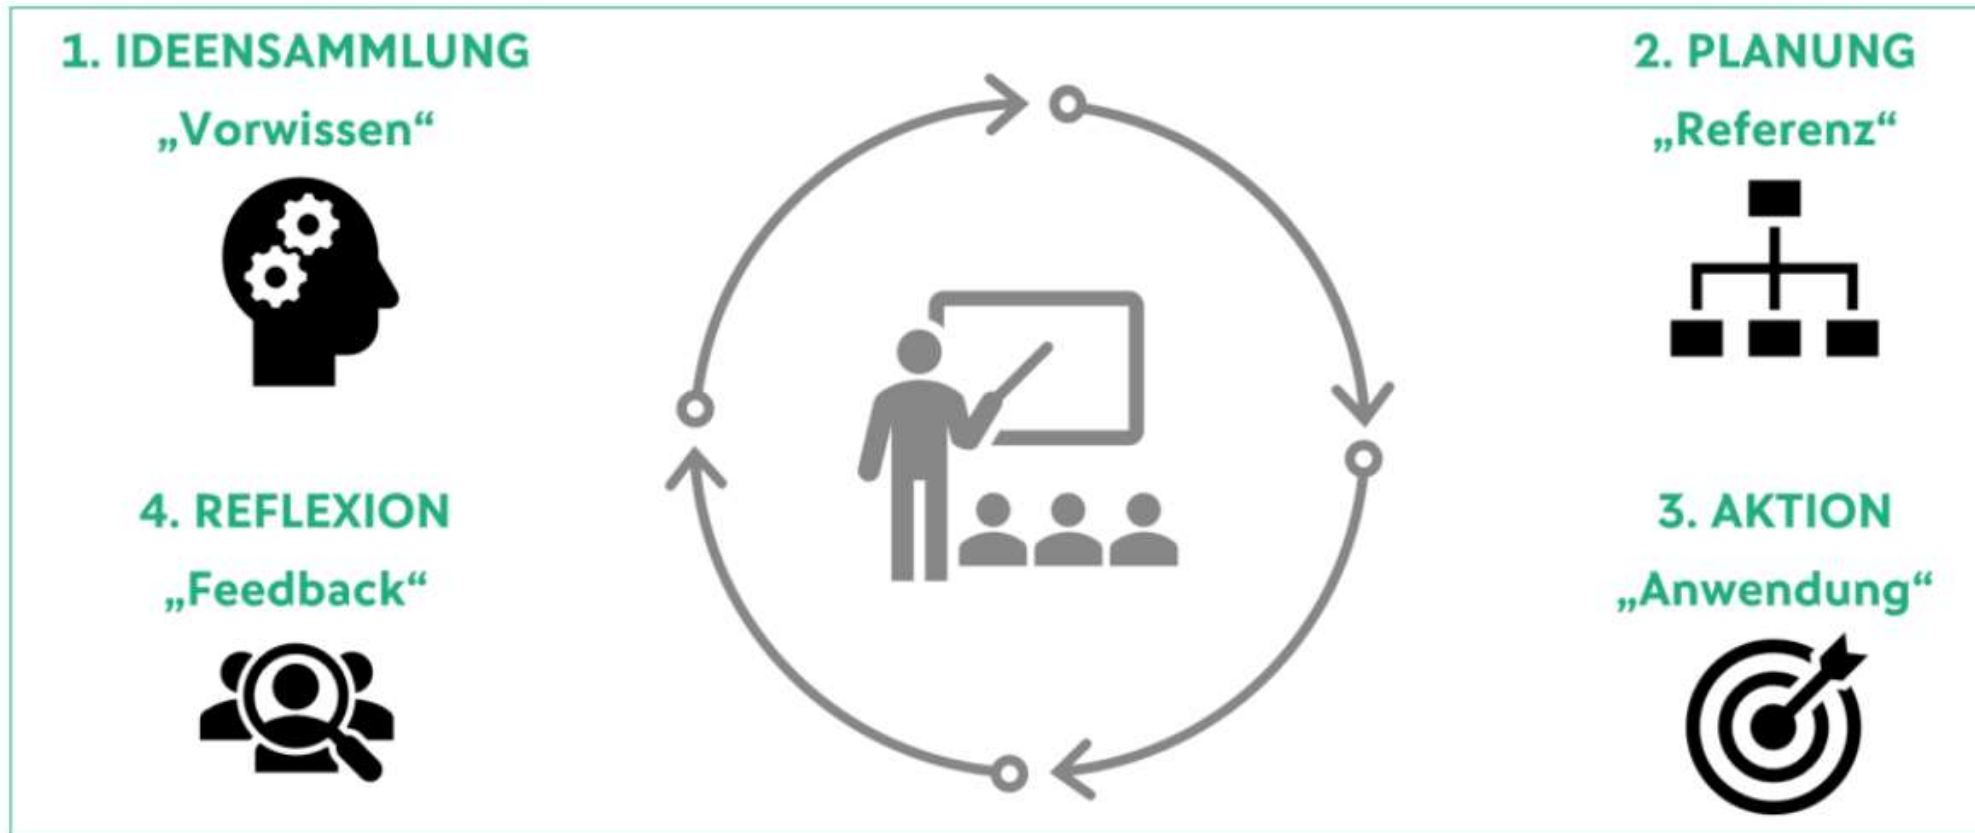 1. IDEENSAMMLUNG
„Vorwissen“
2. PLANUNG
„Referenz“
3. AKTION
„Anwendung“
4. REFLEXION
„Feedback“